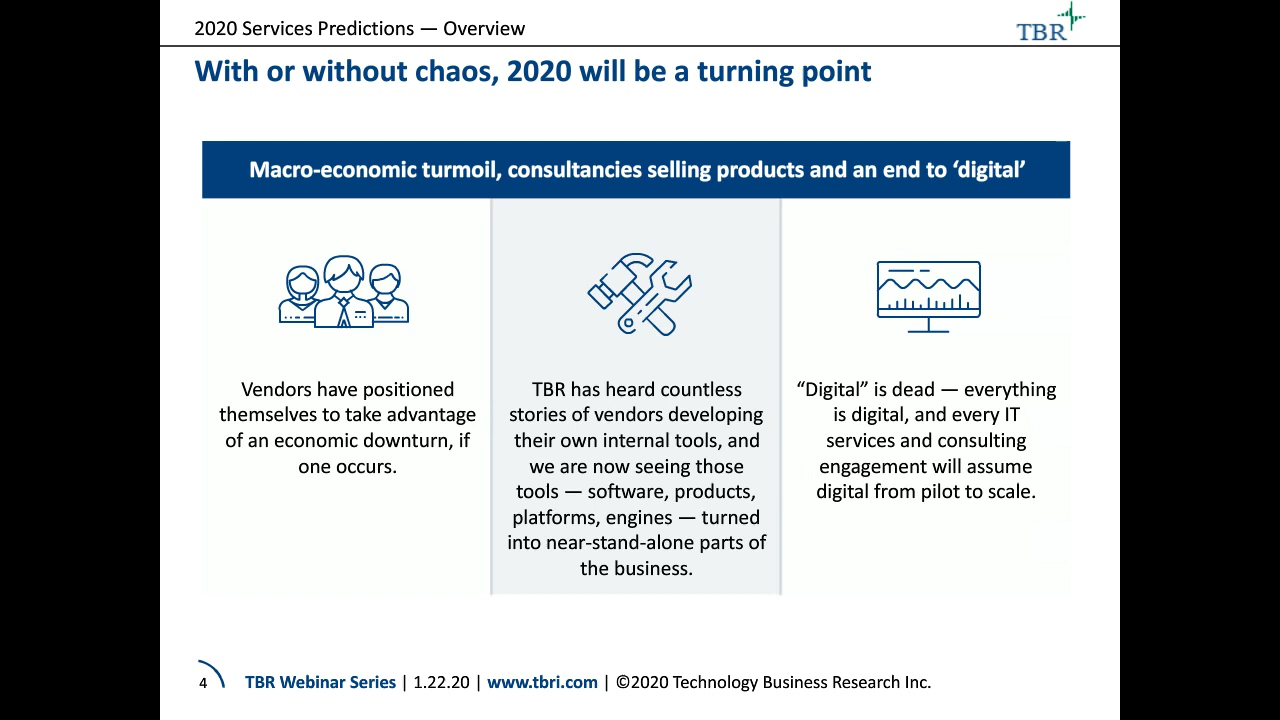 2020 Services Predictions — Overview
TBR
With or without chaos, 2020 will be a turning point
Macro-economic turmoil, consultancies selling products and an end to ‘digital’
Vendors have positioned
themselves to take advantage
of an economic downturn, if
one occurs.
TBR has heard countless
stories of vendors developing
their own internal tools, and
we are now seeing those
tools — software, products,
platforms, engines — turned
into near-stand-alone parts of
the business.
“Digital” is dead — everything
is digital, and every IT
services and consulting
engagement will assume
digital from pilot to scale.
4 TBR Webinar Series | 1.22.20 | www.tbri.com | ©2020 Technology Business Research Inc.